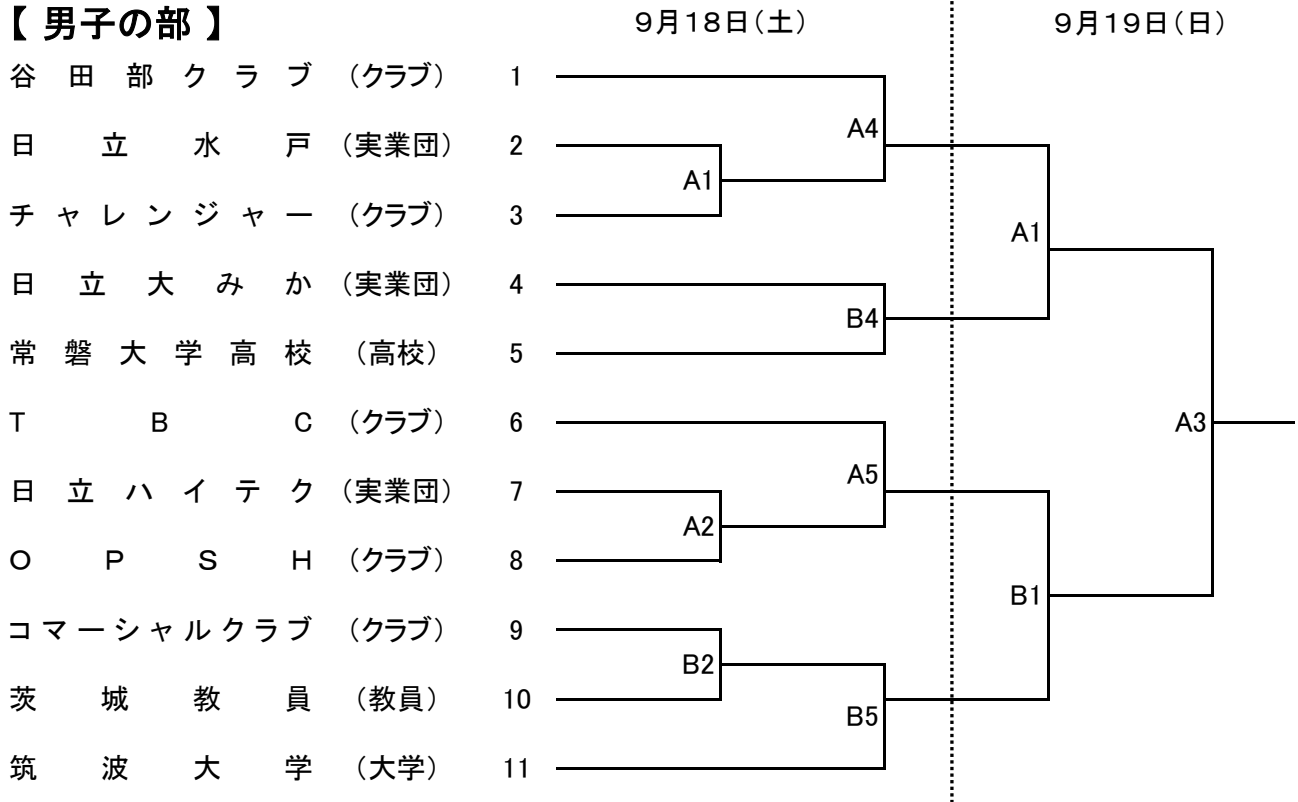 【 男子の部 】 9月18日(土) 9月19日(日)
谷田部クラブ (クラブ) 1
A4
日立水戸 (実業団) 2
A1
チャレンジャー (クラブ) 3
A1
日立大みか (実業団) 4
B4
常磐大学高校 (高校) 5
TBC (クラブ) 6
A3
A5
日立ハイテク (実業団) 7
A2
OPSH (クラブ) 8
B1
コマーシャルクラブ (クラブ) 9
B2
茨城教員 (教員) 10
B5
筑波大学 (大学) 11